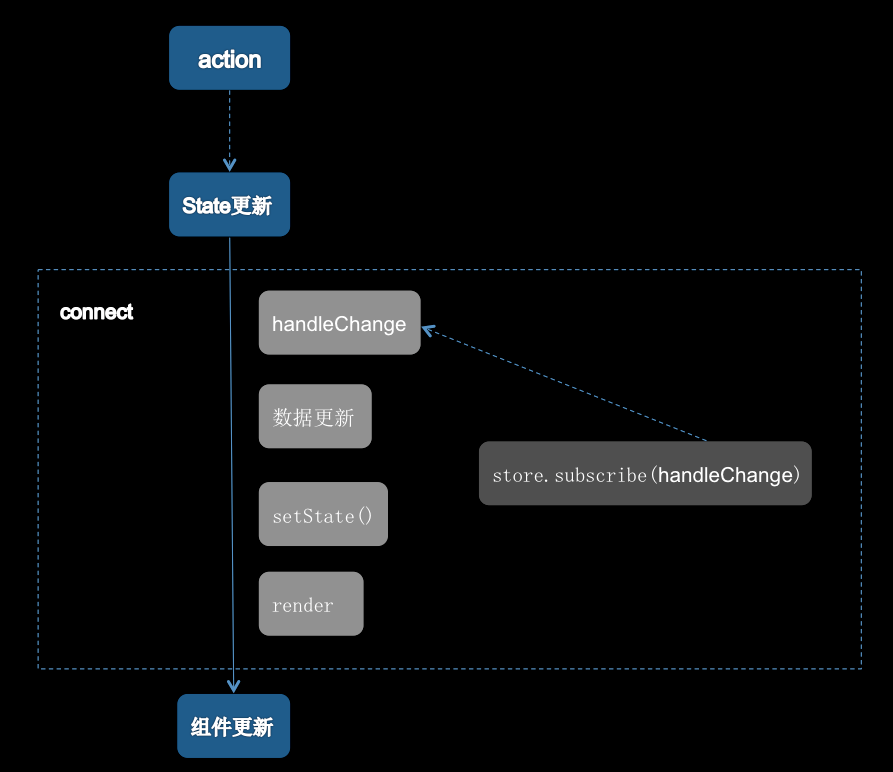 action
State更新
connect
handleChange
数据更新
store.subscribe(handleChange)
setState()
render
组件更新